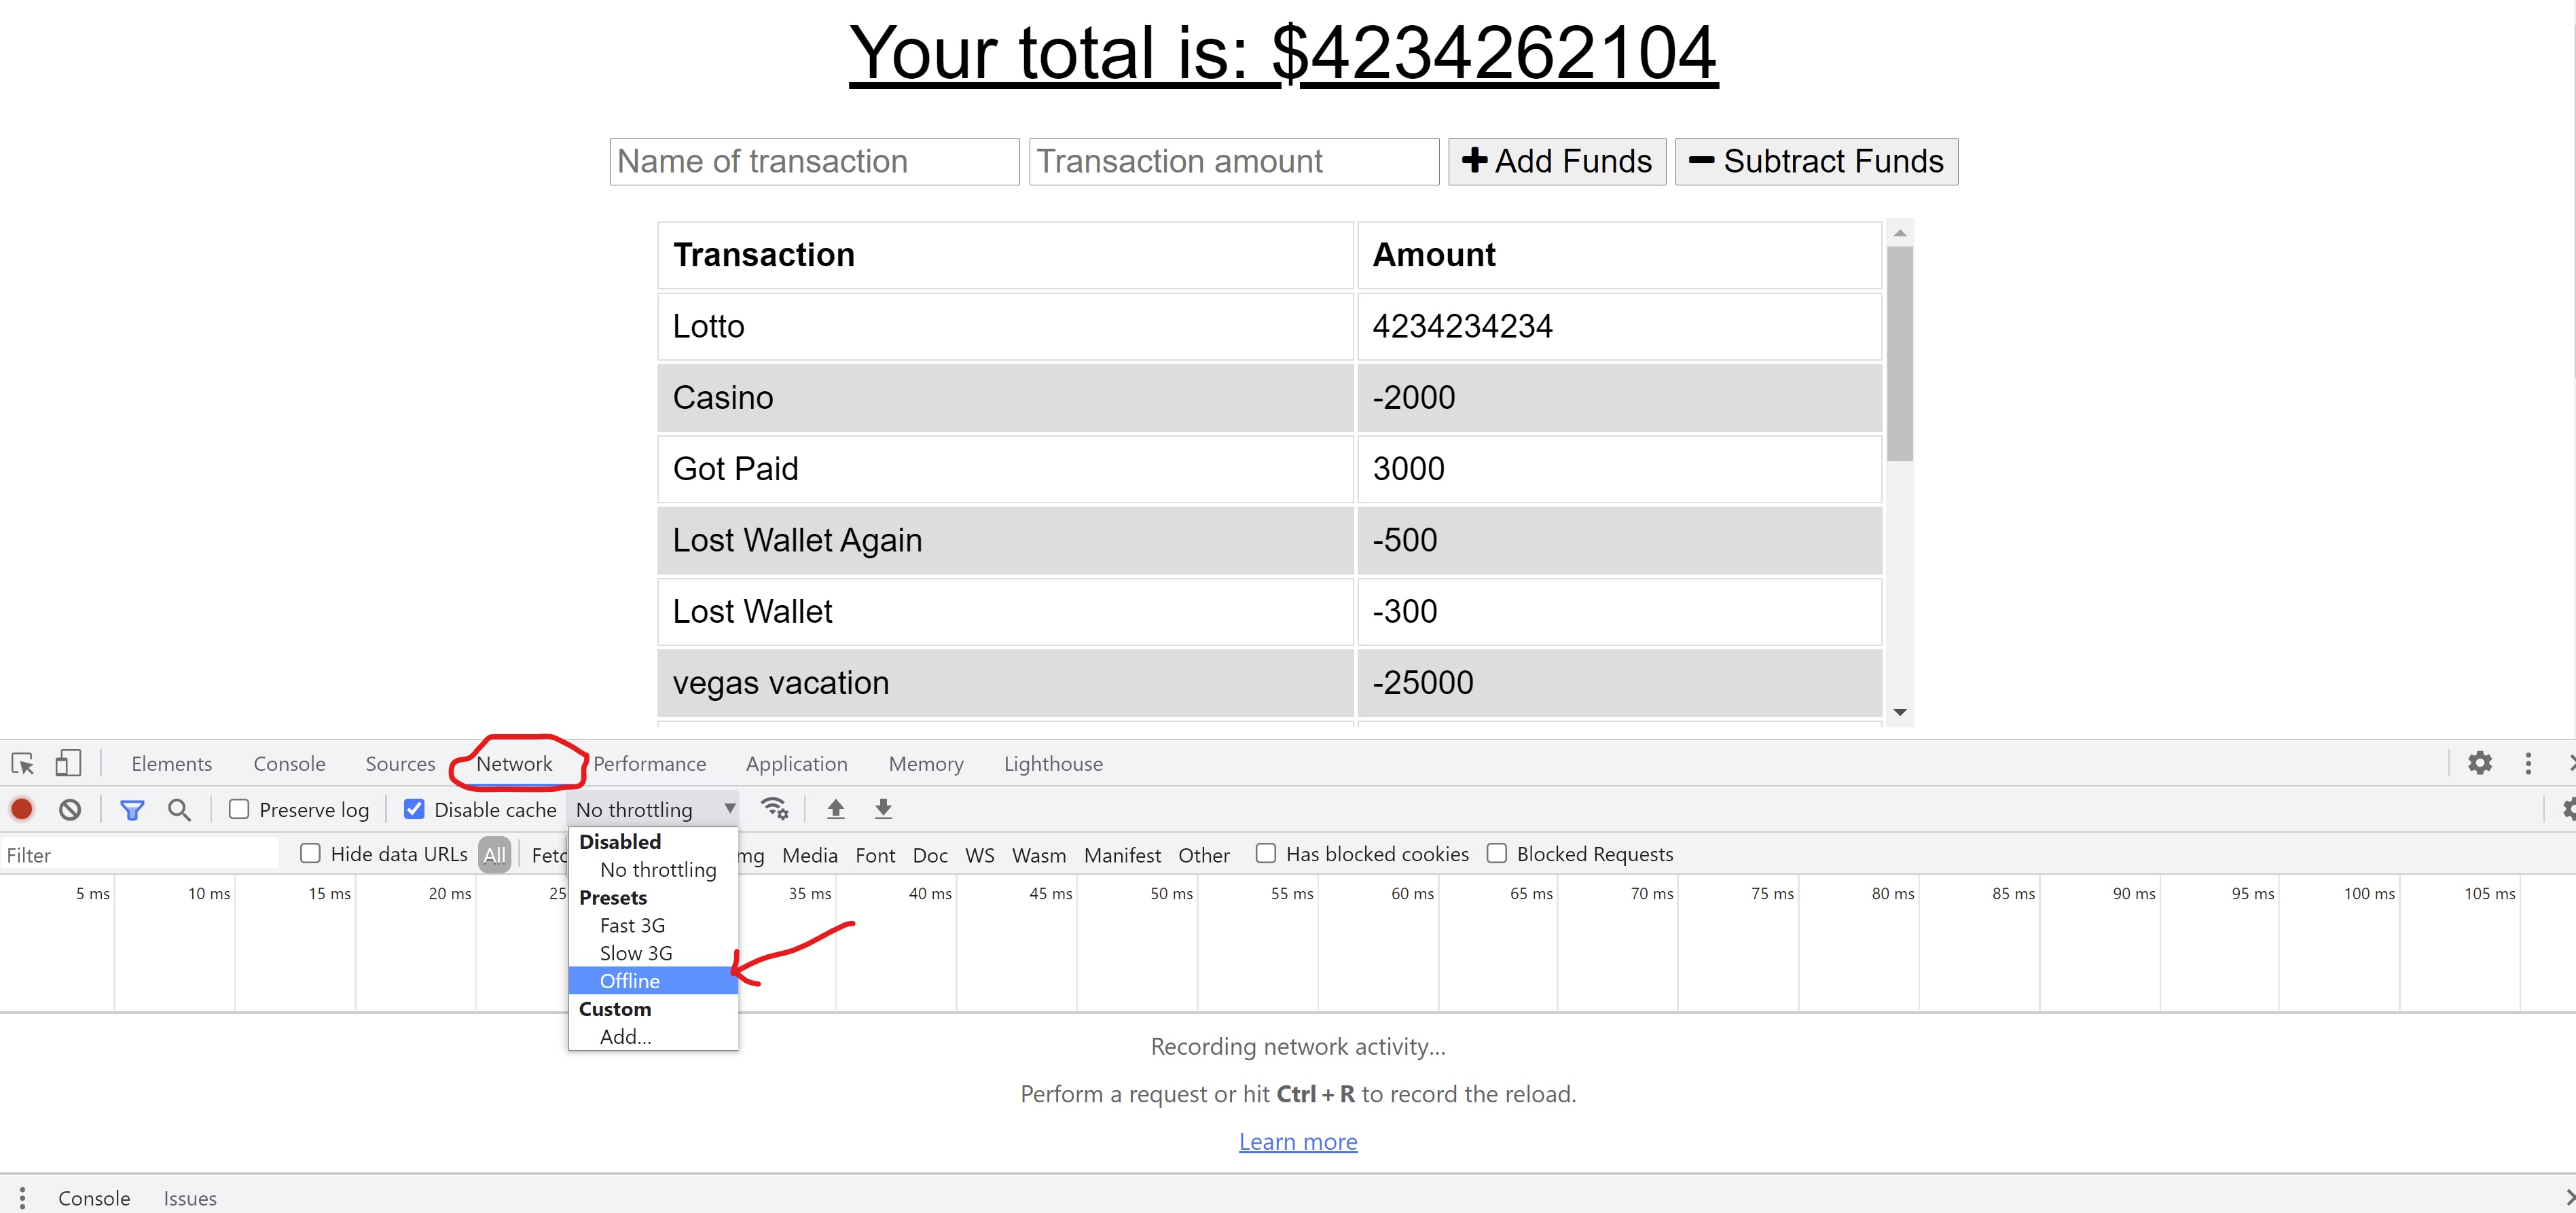 Your total is: $4234262104
Name of transaction Transaction amount Add Funds Subtract Funds
Transaction Amount
Lotto 4234234234
Casino -2000
Got Paid 3000
Lost Wallet Again -500
Lost Wallet -300
vegas vacation -25000
Elements Console Sources Network Performance Application Memory Lighthouse
Preserve log Disable cache No throttling
Disabled
Filter Hide data URLs All Fetc mg Media Font Doc WS Wasm Manifest Other Has blocked cookies Blocked Requests
No throttling
5 ms 10 ms 15 ms 20 ms 25 35 ms 40 ms 45 ms 50 ms 55 ms 60 ms 65 ms 70 ms 75 ms 80 ms 85 ms 90 ms 95 ms 100 ms 105 ms
Presets
Fast 3G
Slow 3G
Offline
Custom
Add...
Recording network activity...
Perform a request or hit Ctrl + R to record the reload.
Learn more
Console Issues